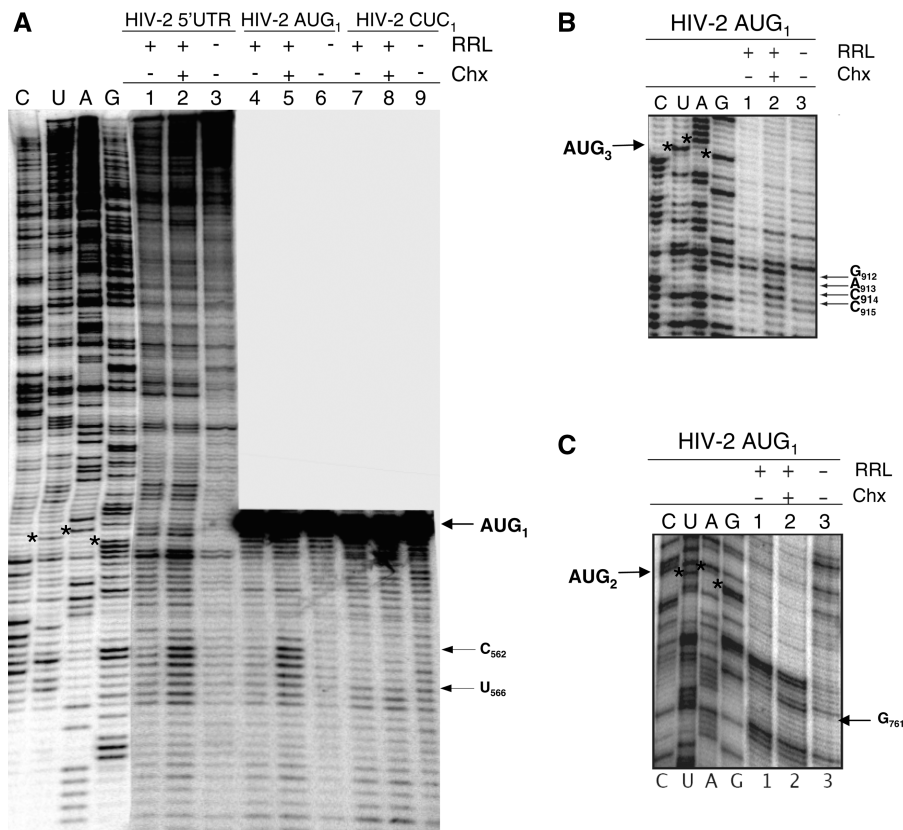 A
HIV-2 5'UTR HIV-2 AUG1 HIV-2 CUC1
+ + - + + - + + - RRL
- + - + - + Chx
C U A G 1 2 3 4 5 6 7 8 9
* * *
AUG1
C562
U566
B
HIV-2 AUG1
+ + – RRL
– + Chx
C U A G 1 2 3
AUG3
* * *
G912
A913
C914
C915
C
HIV-2 AUG1
+ + – RRL
– + Chx
C U A G 1 2 3
AUG2
* * *
G761
C U A G 1 2 3